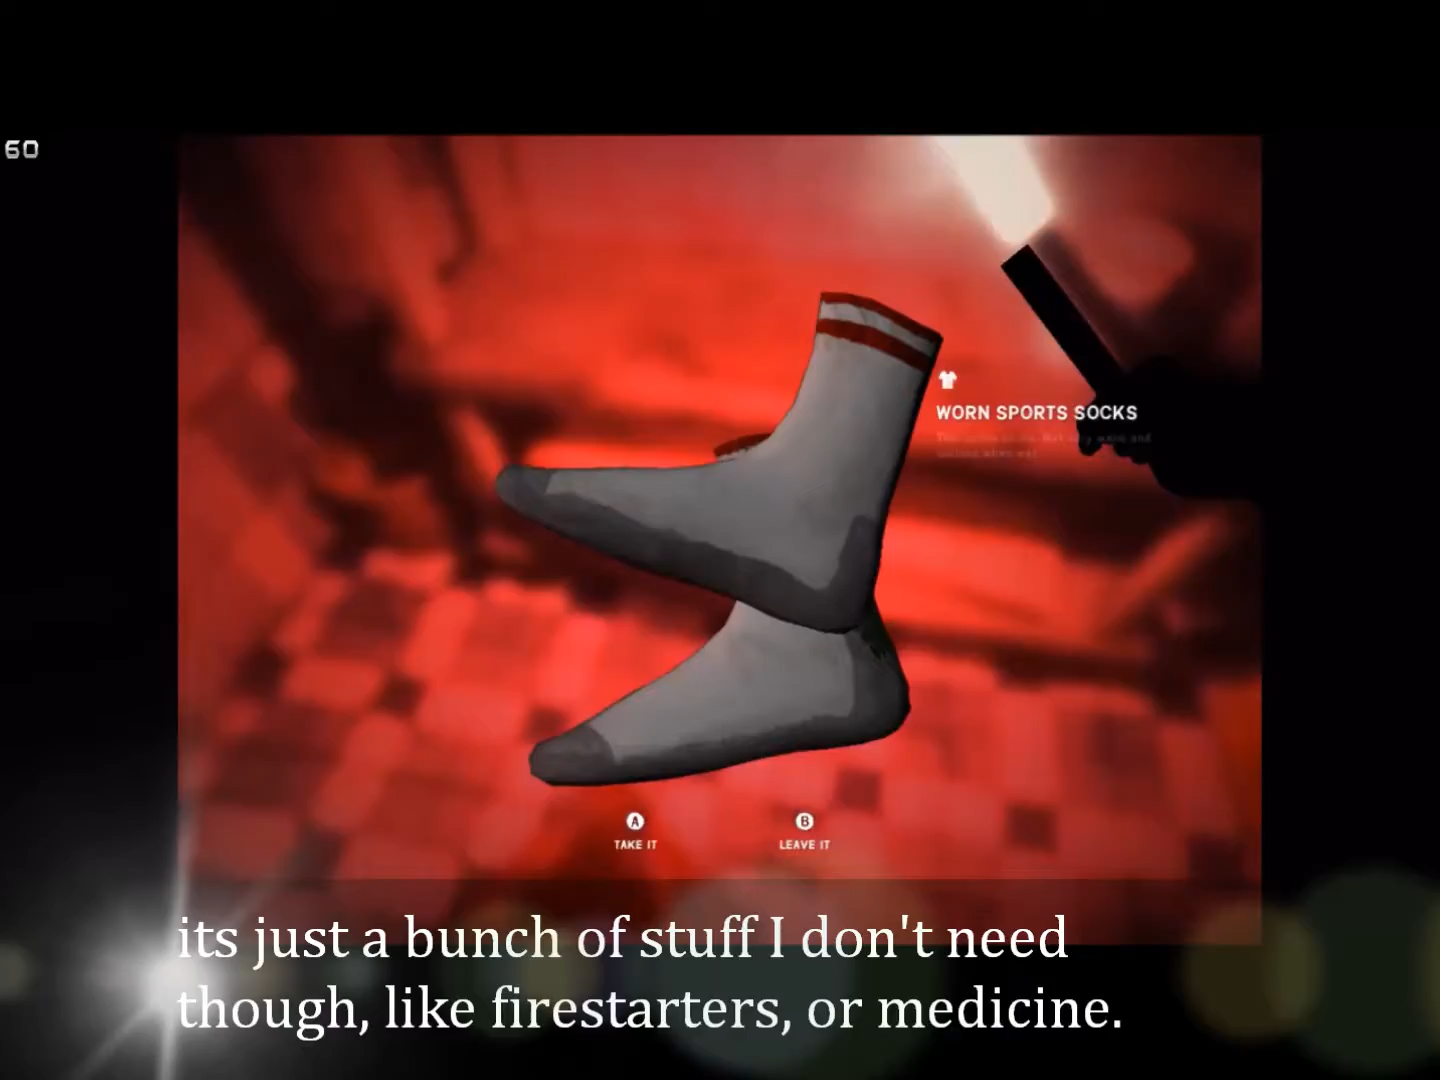 60
WORN SPORTS SOCKS
A
B
TAKE IT
LEAVE IT
its just a bunch of stuff I don't need
though, like firestarters, or medicine.